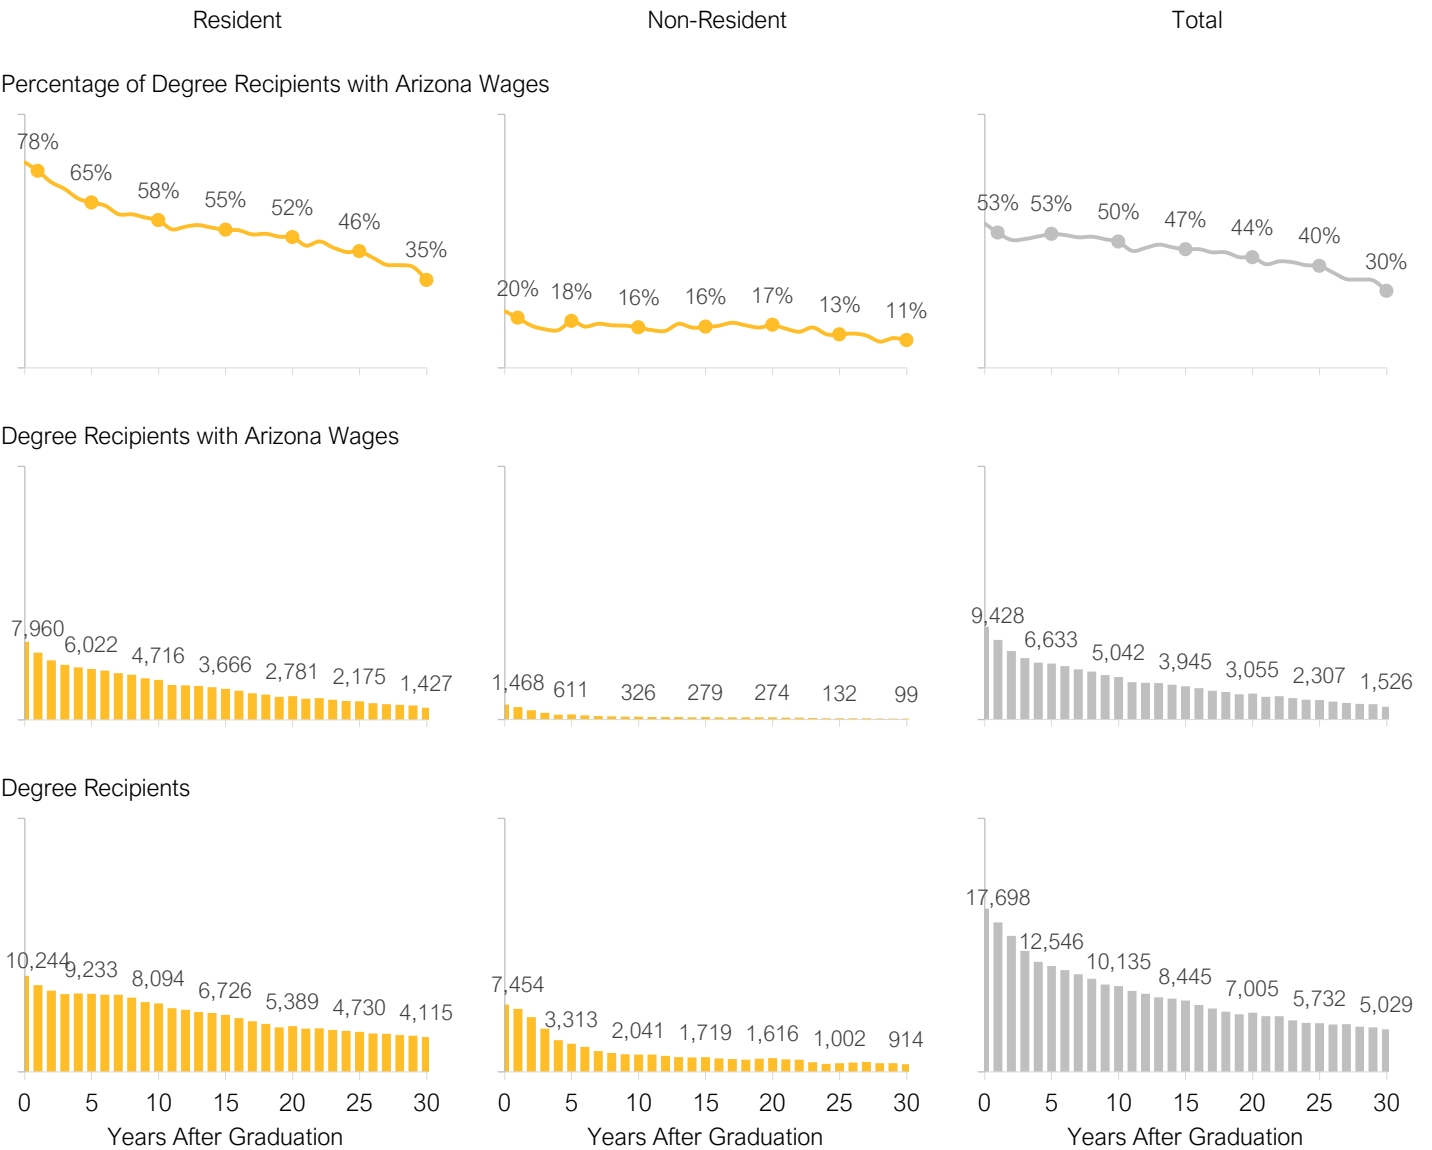 Resident Non-Resident Total
Percentage of Degree Recipients with Arizona Wages
78% 65% 58% 55% 52% 46% 35%
20% 18% 16% 16% 17% 13% 11%
53% 53% 50% 47% 44% 40% 30%
Degree Recipients with Arizona Wages
7,960 6,022 4,716 3,666 2,781 2,175 1,427
1,468 611 326 279 274 132 99
9,428 6,633 5,042 3,945 3,055 2,307 1,526
Degree Recipients
10,244 9,233 8,094 6,726 5,389 4,730 4,115
7,454 3,313 2,041 1,719 1,616 1,002 914
17,698 12,546 10,135 8,445 7,005 5,732 5,029
0 5 10 15 20 25 30
0 5 10 15 20 25 30
0 5 10 15 20 25 30
Years After Graduation Years After Graduation Years After Graduation